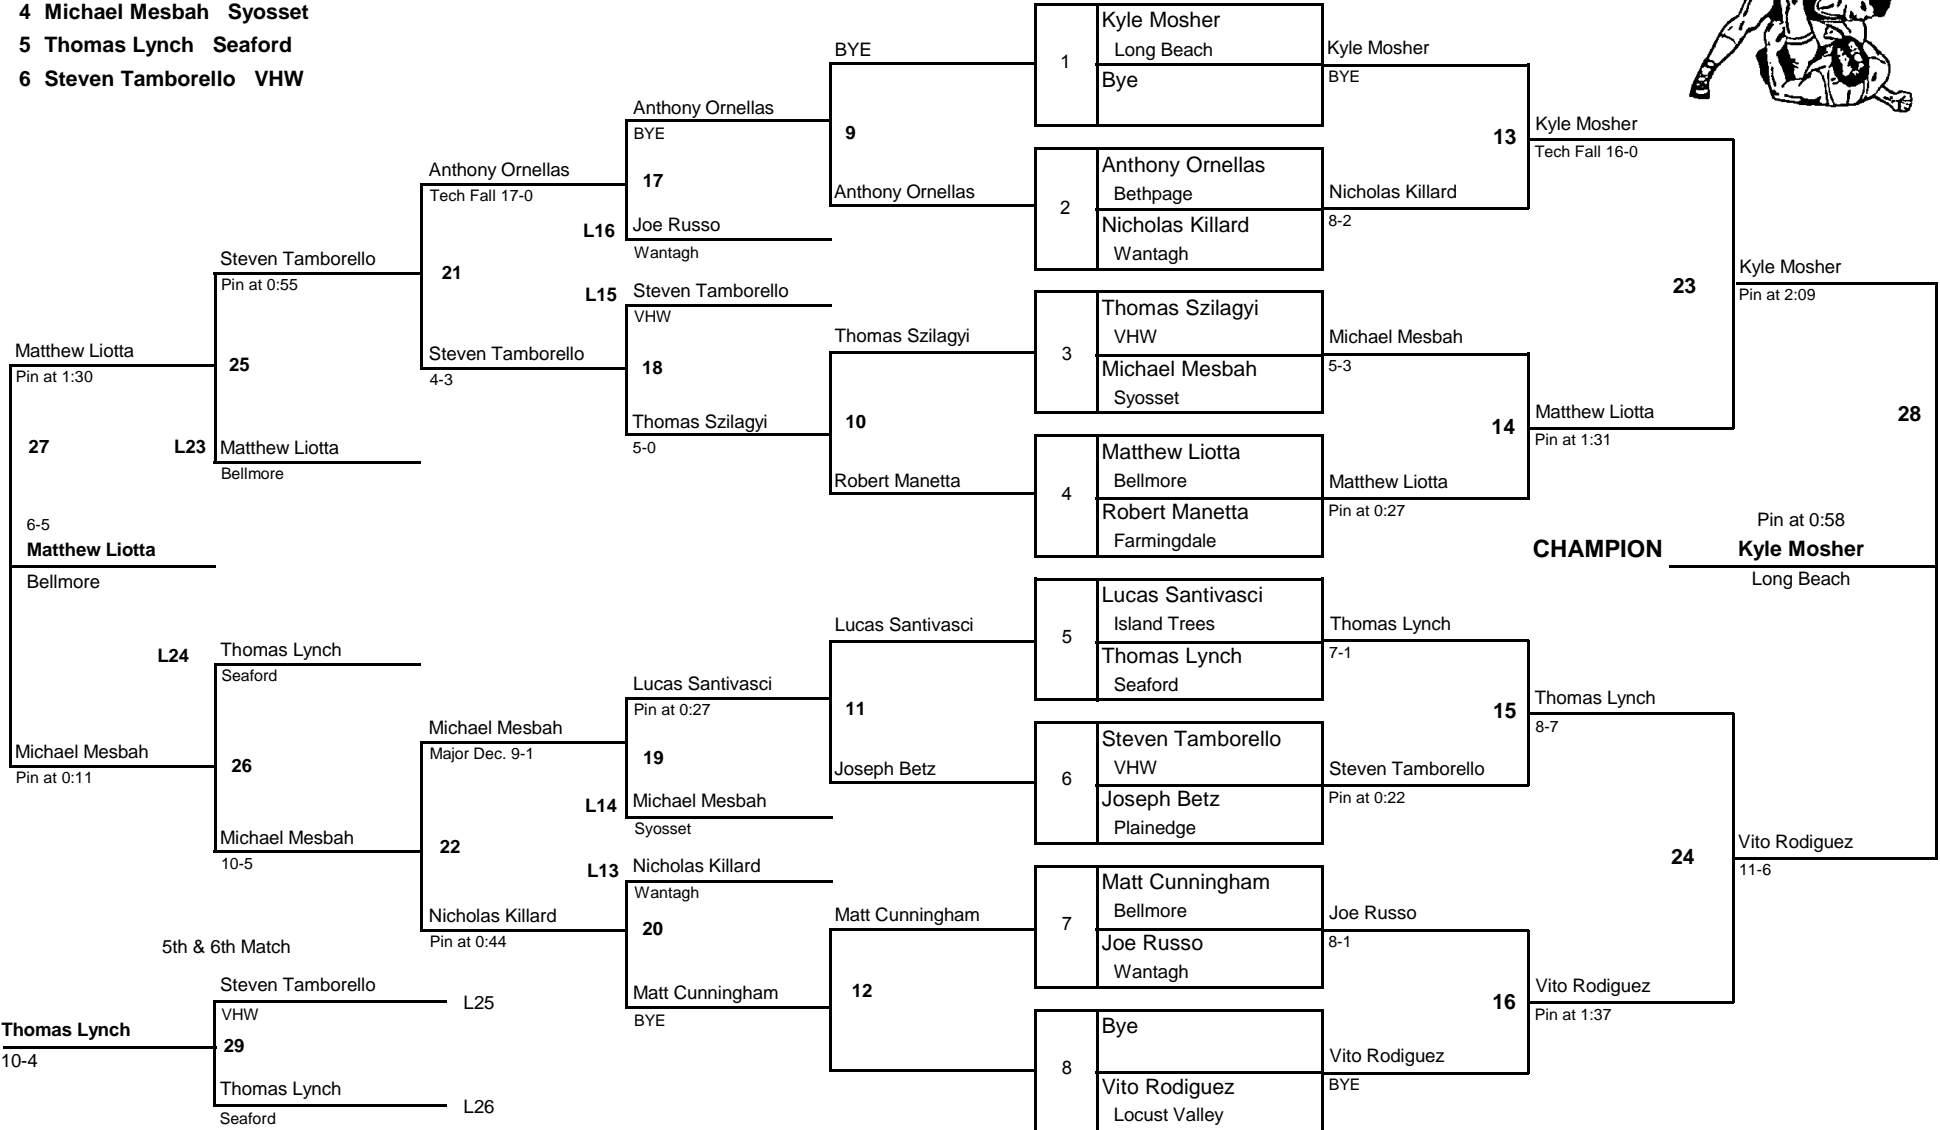 4 Michael Mesbah Syosset
5 Thomas Lynch Seaford
6 Steven Tamborello VHW
Matthew Liotta
Pin at 1:30
27
6-5
Matthew Liotta
Bellmore
Michael Mesbah
Pin at 0:11
Steven Tamborello
Pin at 0:55
25
L23 Matthew Liotta
Bellmore
L24 Thomas Lynch
Seaford
26
Michael Mesbah
10-5
5th & 6th Match
Steven Tamborello L25
VHW
Thomas Lynch
10-4
29
Thomas Lynch L26
Seaford
Anthony Ornellas
Tech Fall 17-0
21
Steven Tamborello
4-3
Michael Mesbah
Major Dec. 9-1
22
Nicholas Killard
Pin at 0:44
Anthony Ornellas
BYE
17
L16 Joe Russo
Wantagh
L15 Steven Tamborello
VHW
18
Thomas Szilagyi
5-0
Lucas Santivasci
Pin at 0:27
19
L14 Michael Mesbah
Syosset
L13 Nicholas Killard
Wantagh
20
Matt Cunningham
BYE
BYE
9
Anthony Ornellas
Thomas Szilagyi
10
Robert Manetta
Lucas Santivasci
11
Joseph Betz
Matt Cunningham
12
1
Kyle Mosher
Long Beach
Bye
2
Anthony Ornellas
Bethpage
Nicholas Killard
Wantagh
3
Thomas Szilagyi
VHW
Michael Mesbah
Syosset
4
Matthew Liotta
Bellmore
Robert Manetta
Farmingdale
5
Lucas Santivasci
Island Trees
Thomas Lynch
Seaford
6
Steven Tamborello
VHW
Joseph Betz
Plainedge
7
Matt Cunningham
Bellmore
Joe Russo
Wantagh
8
Bye
Vito Rodiguez
Locust Valley
Kyle Mosher
BYE
13
Nicholas Killard
8-2
Michael Mesbah
5-3
14
Matthew Liotta
Pin at 0:27
Thomas Lynch
7-1
15
Steven Tamborello
Pin at 0:22
Joe Russo
8-1
16
Vito Rodiguez
BYE
Kyle Mosher
Tech Fall 16-0
23
Matthew Liotta
Pin at 1:31
Thomas Lynch
8-7
24
Vito Rodiguez
Pin at 1:37
Kyle Mosher
Pin at 2:09
28
Pin at 0:58
CHAMPION Kyle Mosher
Long Beach
Vito Rodiguez
11-6